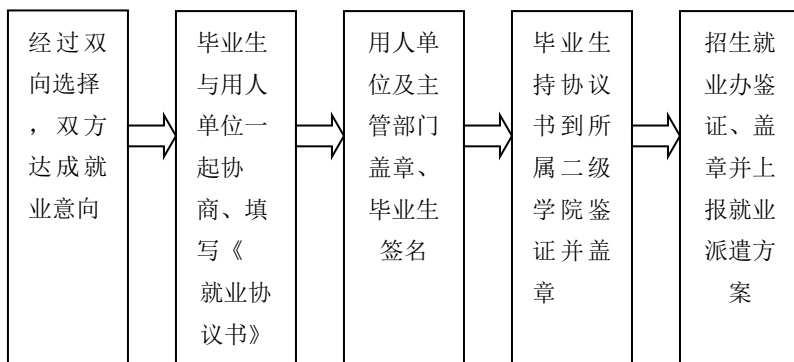 经过双
向选择
，双方
达成就
业意向
毕业生
与用人
单位一
起协
商、填
写《
就业协
议书》
用人单
位及主
管部门
盖章、
毕业生
签名
毕业生
持协议
书到所
属二级
学院鉴
证并盖
章
招生就
业办鉴
证、盖
章并上
报就业
派遣方
案